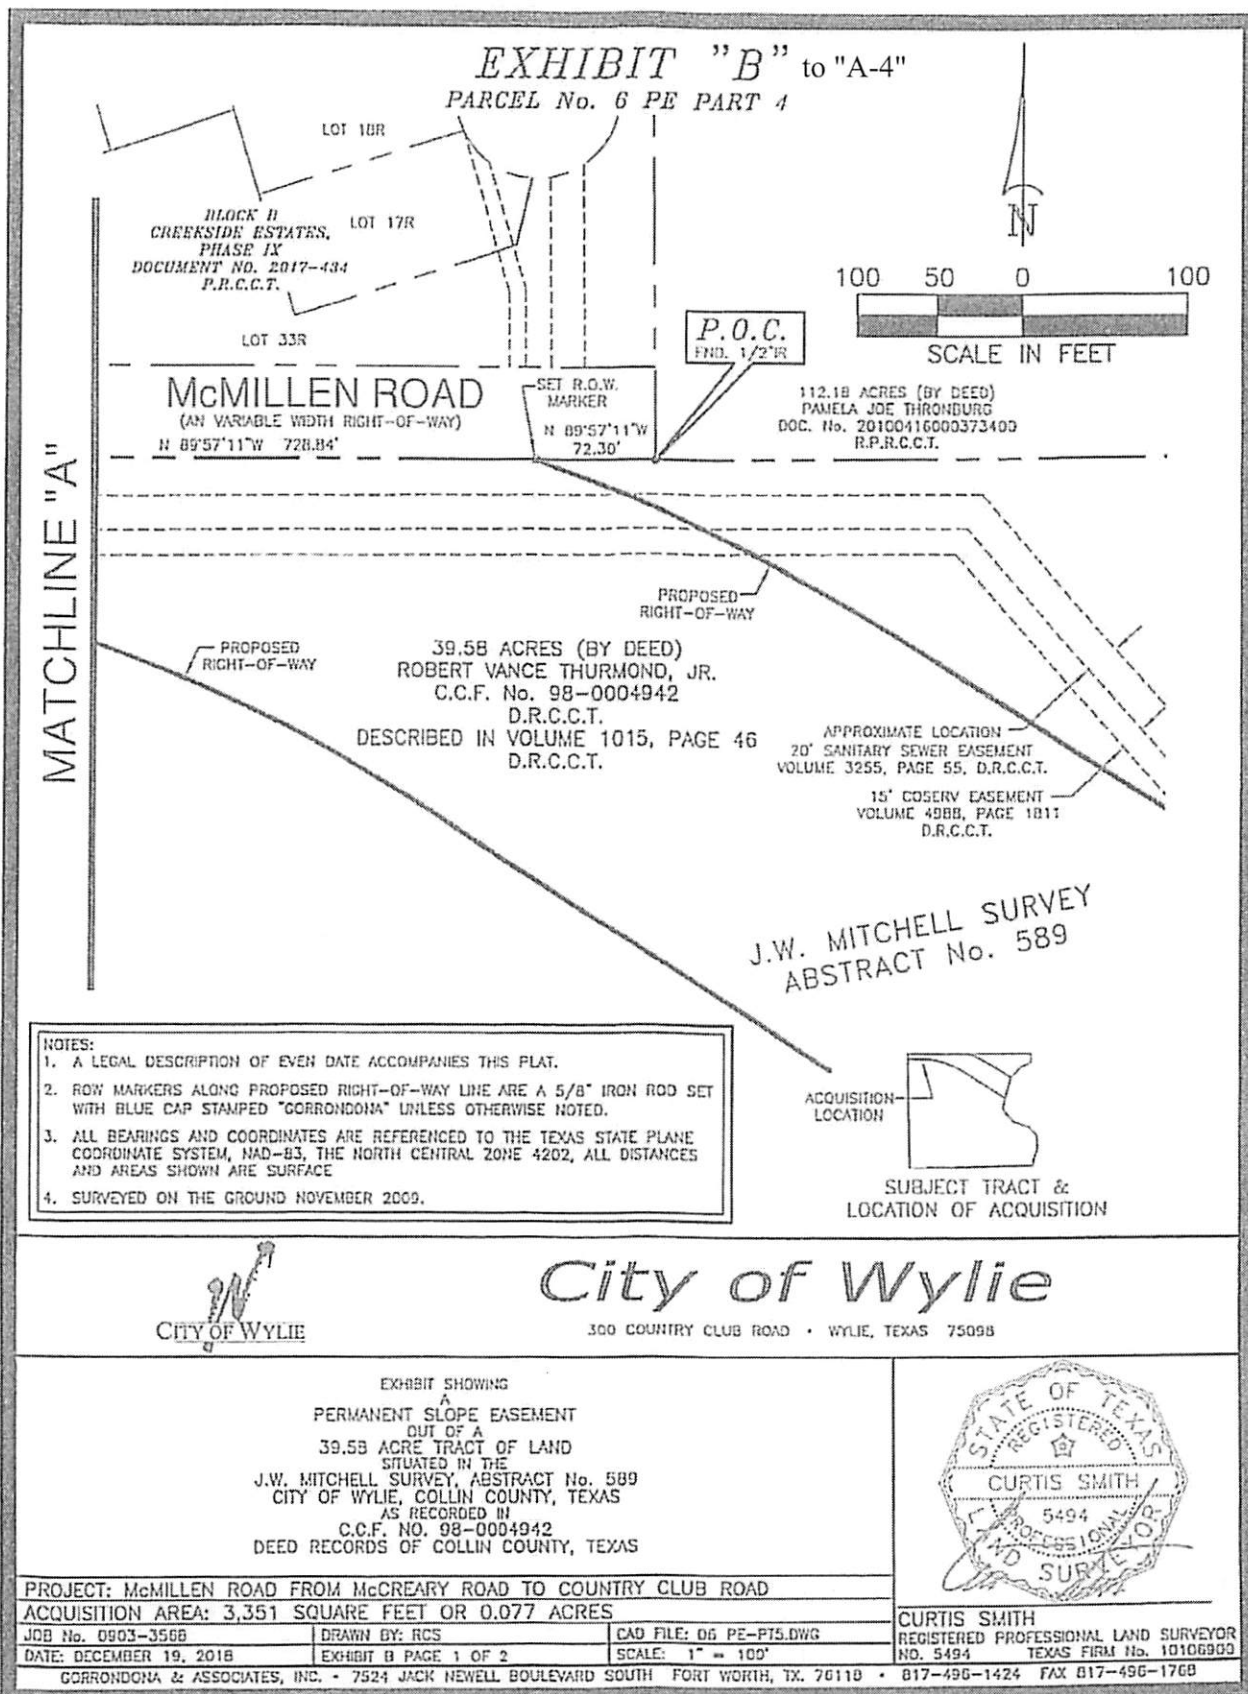 EXHIBIT "B" to "A-4"
PARCEL No. 6 PE PART 4
LOT 18R
BLOCK H
CREEKSIDE ESTATES,
PHASE IX
DOCUMENT NO. 2017-434
P.R.C.C.T.
LOT 17R
LOT 33R
N
100 50 0 100
SCALE IN FEET
P.O.C.
FND. 1/2"IR
McMILLEN ROAD
(AN VARIABLE WIDTH RIGHT-OF-WAY)
N 89°57'11"W 728.84'
SET R.O.W.
MARKER
N 89°57'11"W
72.30'
112.18 ACRES (BY DEED)
PAMELA JOE THRONBURG
DOC. No. 20100416000373400
R.P.R.C.C.T.
MATCHLINE "A"
PROPOSED
RIGHT-OF-WAY
PROPOSED
RIGHT-OF-WAY
39.58 ACRES (BY DEED)
ROBERT VANCE THURMOND, JR.
C.C.F. No. 98-0004942
D.R.C.C.T.
DESCRIBED IN VOLUME 1015, PAGE 46
D.R.C.C.T.
APPROXIMATE LOCATION
20' SANITARY SEWER EASEMENT
VOLUME 3255, PAGE 55, D.R.C.C.T.
15' COSERV EASEMENT
VOLUME 4988, PAGE 1811
D.R.C.C.T.
J.W. MITCHELL SURVEY
ABSTRACT No. 589
NOTES:
1. A LEGAL DESCRIPTION OF EVEN DATE ACCOMPANIES THIS PLAT.
2. ROW MARKERS ALONG PROPOSED RIGHT-OF-WAY LINE ARE A 5/8" IRON ROD SET
WITH BLUE CAP STAMPED "GORRONDONA" UNLESS OTHERWISE NOTED.
3. ALL BEARINGS AND COORDINATES ARE REFERENCED TO THE TEXAS STATE PLANE
COORDINATE SYSTEM, NAD-83, THE NORTH CENTRAL ZONE 4202, ALL DISTANCES
AND AREAS SHOWN ARE SURFACE
4. SURVEYED ON THE GROUND NOVEMBER 2009.
ACQUISITION
LOCATION
SUBJECT TRACT &
LOCATION OF ACQUISITION
CITY OF WYLIE
City of Wylie
300 COUNTRY CLUB ROAD • WYLIE, TEXAS 75098
EXHIBIT SHOWING
A
PERMANENT SLOPE EASEMENT
OUT OF A
39.58 ACRE TRACT OF LAND
SITUATED IN THE
J.W. MITCHELL SURVEY, ABSTRACT No. 589
CITY OF WYLIE, COLLIN COUNTY, TEXAS
AS RECORDED IN
C.C.F. NO. 98-0004942
DEED RECORDS OF COLLIN COUNTY, TEXAS
STATE OF TEXAS
REGISTERED
CURTIS SMITH
5494
PROFESSIONAL
LAND SURVEYOR
PROJECT: McMILLEN ROAD FROM McCREARY ROAD TO COUNTRY CLUB ROAD
ACQUISITION AREA: 3,351 SQUARE FEET OR 0.077 ACRES
JOB No. 0903-3566 DRAWN BY: RCS CAD FILE: 06 PE-PT5.DWG
DATE: DECEMBER 19, 2018 EXHIBIT B PAGE 1 OF 2 SCALE: 1" = 100'
CURTIS SMITH
REGISTERED PROFESSIONAL LAND SURVEYOR
NO. 5494 TEXAS FIRM No. 10106900
GORRONDONA & ASSOCIATES, INC. • 7524 JACK NEWELL BOULEVARD SOUTH FORT WORTH, TX. 76118 • 817-496-1424 FAX 817-496-1768